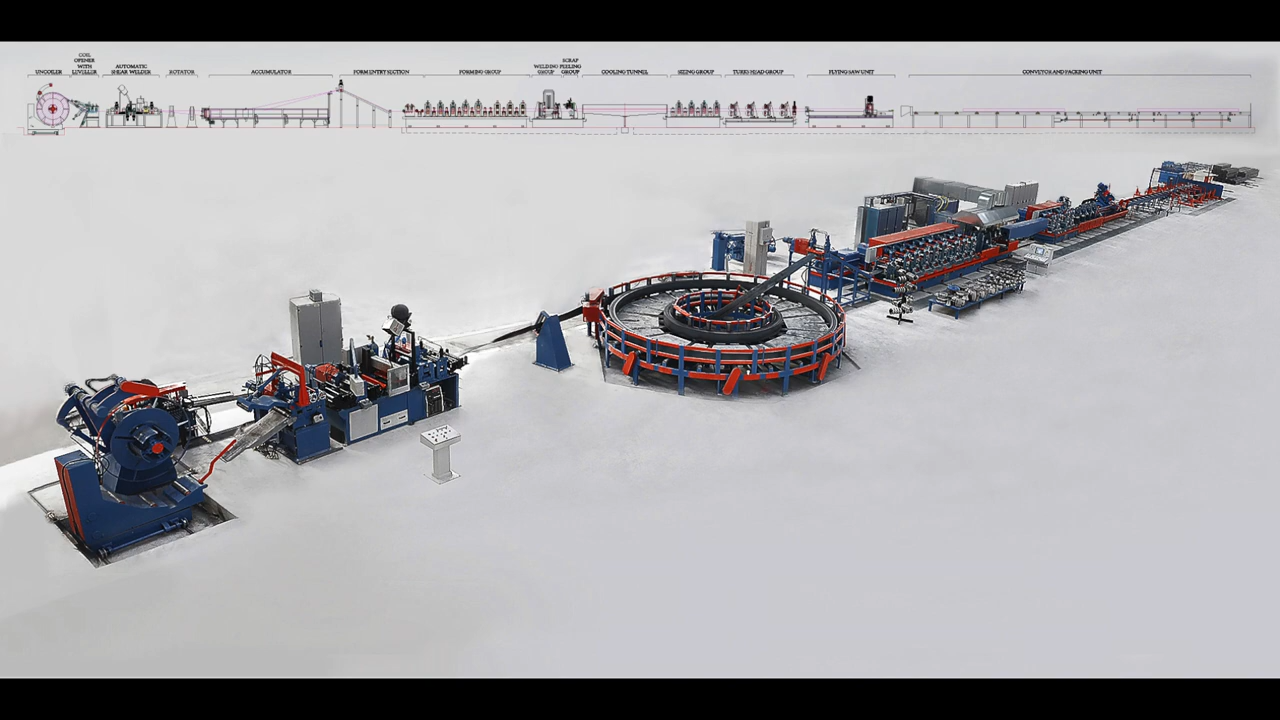 UNCOILER
COIL
OPENER
WITH
LEVELLER
AUTOMATIC
SHEAR WELDER
ROTATOR
ACCUMULATOR
FORM ENTRY SECTION
FORMING GROUP
WELDING
GROUP
SCRAF
PEELING
GROUP
COOLING TUNNEL
SIZING GROUP
TURKS HEAD GROUP
FLYING SAW UNIT
CONVEYOR AND PACKING UNIT